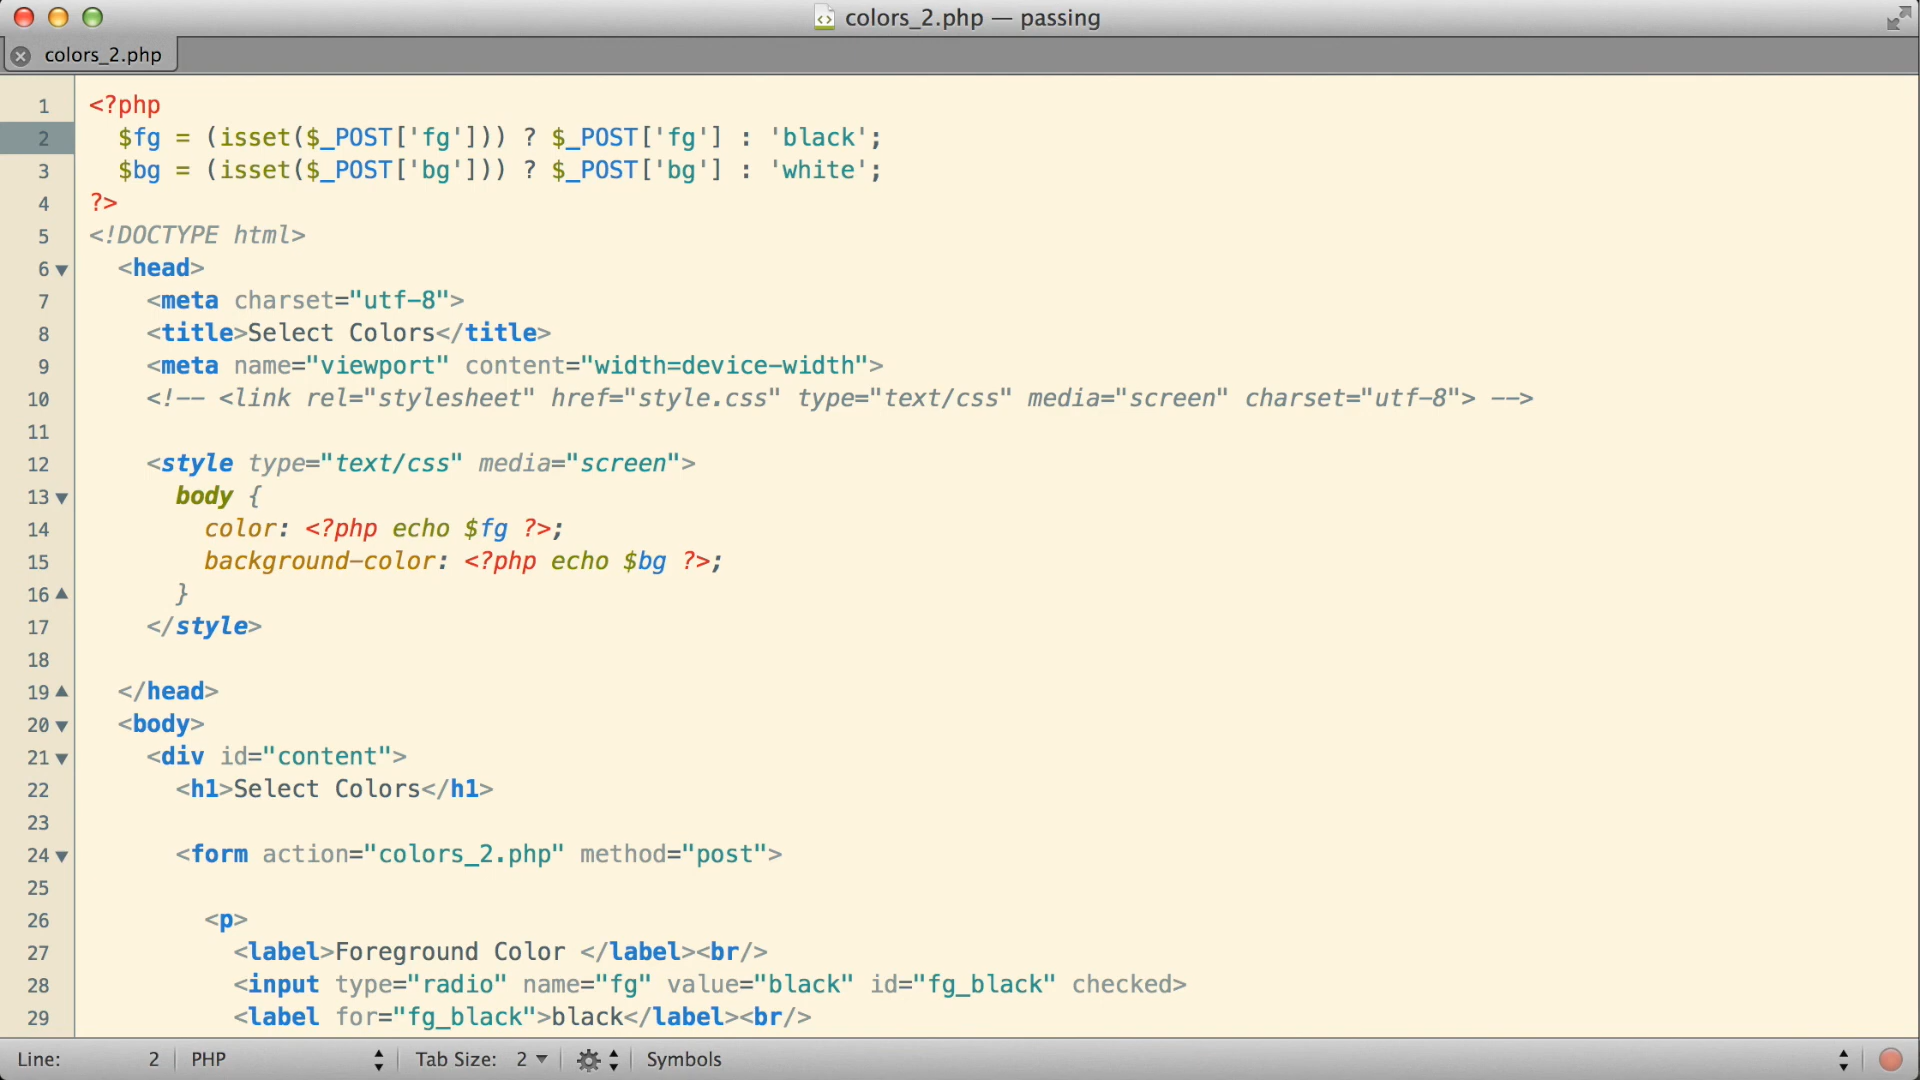 colors_2.php — passing
colors_2.php
1 <?php
2   $fg = (isset($_POST['fg'])) ? $_POST['fg'] : 'black';
3   $bg = (isset($_POST['bg'])) ? $_POST['bg'] : 'white';
4 ?>
5 <!DOCTYPE html>
6   <head>
7     <meta charset="utf-8">
8     <title>Select Colors</title>
9     <meta name="viewport" content="width=device-width">
10     <!-- <link rel="stylesheet" href="style.css" type="text/css" media="screen" charset="utf-8"> -->
11
12     <style type="text/css" media="screen">
13       body {
14         color: <?php echo $fg ?>;
15         background-color: <?php echo $bg ?>;
16       }
17     </style>
18
19   </head>
20   <body>
21     <div id="content">
22       <h1>Select Colors</h1>
23
24       <form action="colors_2.php" method="post">
25
26         <p>
27           <label>Foreground Color </label><br/>
28           <input type="radio" name="fg" value="black" id="fg_black" checked>
29           <label for="fg_black">black</label><br/>
Line: 2 PHP Tab Size: 2 Symbols